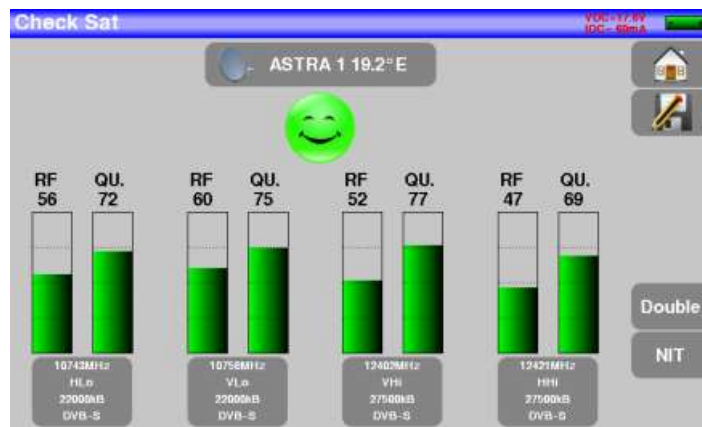 Check Sat
VDC=17.8V
IDC= 60mA
ASTRA 1 19.2° E
RF QU. RF QU. RF QU. RF QU.
56 72 60 75 52 77 47 69
Double
NIT
10743MHz 10756MHz 12402MHz 12421MHz
HLo VLo VHi HHi
22000kB 22000kB 27500kB 27500kB
DVB-S DVB-S DVB-S DVB-S